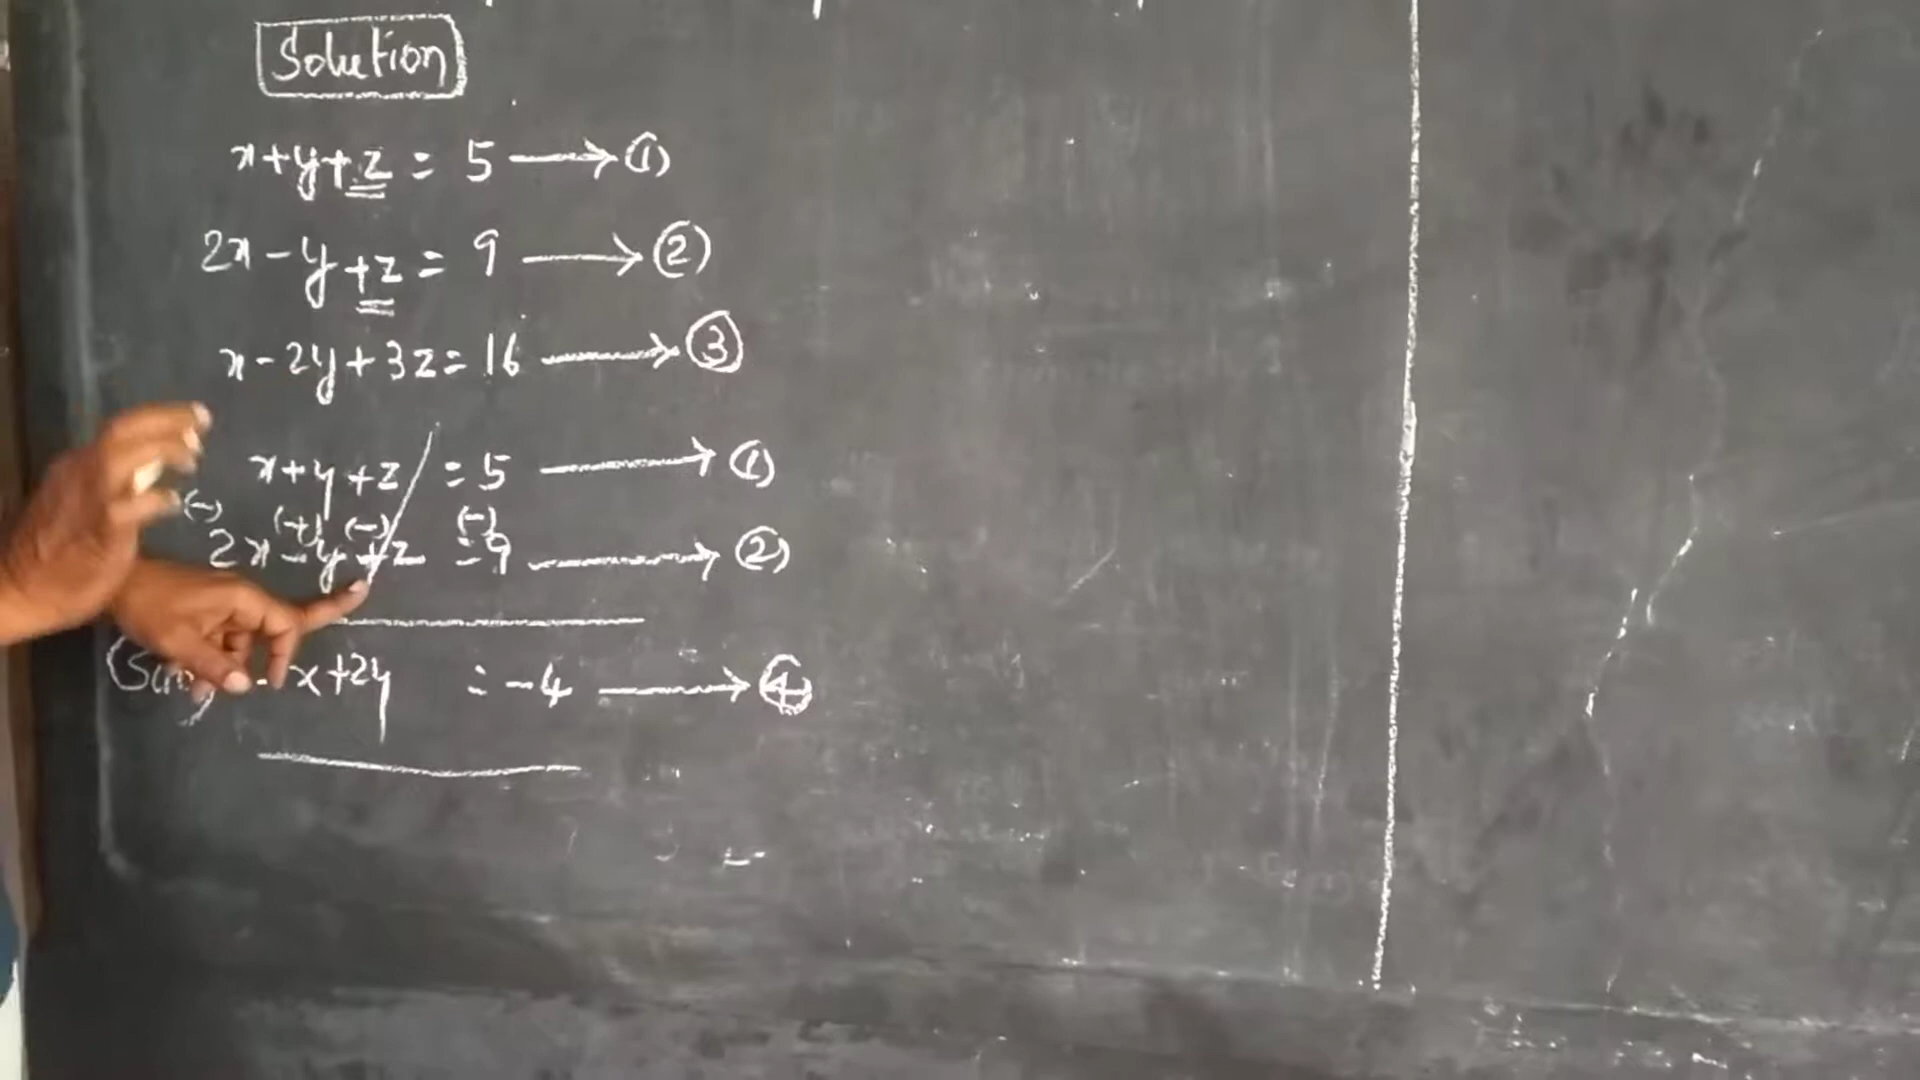 Solution
x+y+z = 5 ⟶ ①
2x-y+z = 9 ⟶ ②
x-2y+3z = 16 ⟶ ③
x+y+z = 5 ⟶ ①
(-) (+) (-) (-)
2x-y+z = 9 ⟶ ②
-x+2y = -4 ⟶ ④